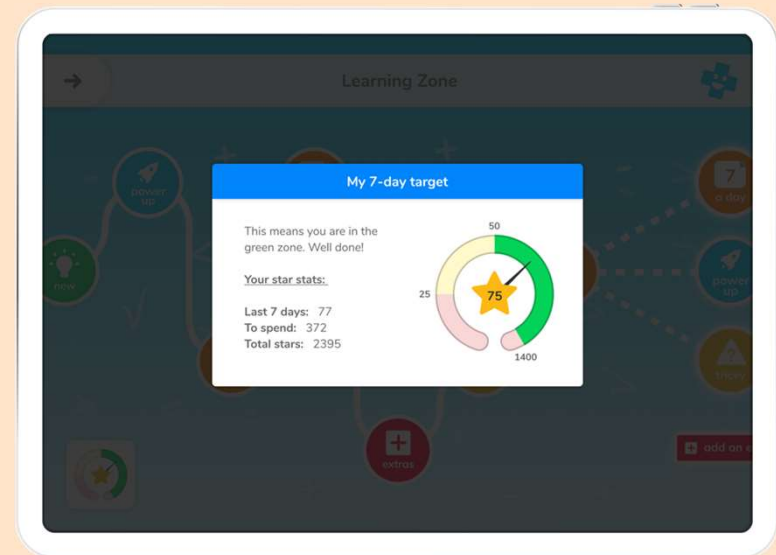 Learning Zone
power
up
new
My 7-day target
This means you are in the
green zone. Well done!
Your star stats:
Last 7 days: 77
To spend: 372
Total stars: 2395
50
25
75
1400
7
a day
power
up
extras
add an